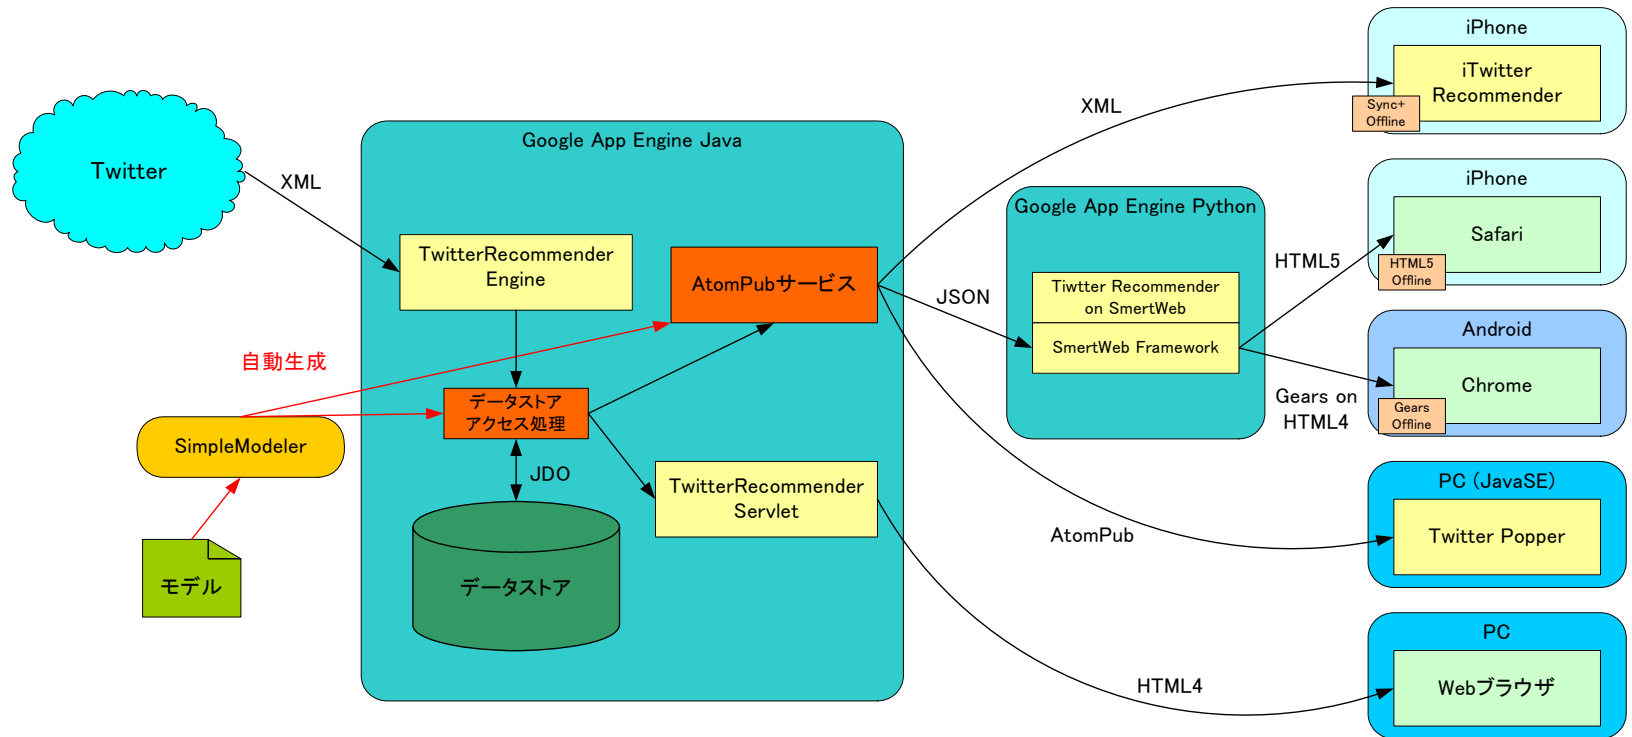 Twitter
XML
自動生成
SimpleModeler
モデル
Google App Engine Java
TwitterRecommender
Engine
AtomPubサービス
データストア
アクセス処理
JDO
データストア
TwitterRecommender
Servlet
XML
JSON
AtomPub
HTML4
Google App Engine Python
Tiwtter Recommender
on SmertWeb
SmertWeb Framework
HTML5
Gears on
HTML4
iPhone
iTwitter
Recommender
Sync+
Offline
iPhone
Safari
HTML5
Offline
Android
Chrome
Gears
Offline
PC (JavaSE)
Twitter Popper
PC
Webブラウザ